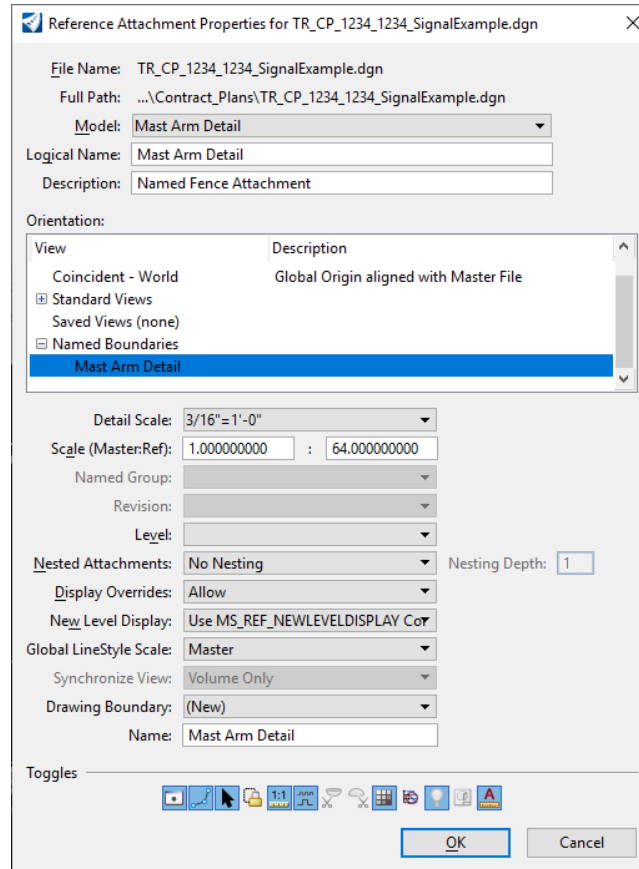 Reference Attachment Properties for TR_CP_1234_1234_SignalExample.dgn
File Name: TR_CP_1234_1234_SignalExample.dgn
Full Path: ...\Contract_Plans\TR_CP_1234_1234_SignalExample.dgn
Model: Mast Arm Detail
Logical Name: Mast Arm Detail
Description: Named Fence Attachment
Orientation:
View Description
Coincident - World Global Origin aligned with Master File
Standard Views
Saved Views (none)
Named Boundaries
Mast Arm Detail
Detail Scale: 3/16"=1'-0"
Scale (Master:Ref): 1.000000000 : 64.000000000
Named Group:
Revision:
Level:
Nested Attachments: No Nesting Nesting Depth: 1
Display Overrides: Allow
New Level Display: Use MS_REF_NEWLEVELDISPLAY Cor
Global LineStyle Scale: Master
Synchronize View: Volume Only
Drawing Boundary: (New)
Name: Mast Arm Detail
Toggles
1:1 A
OK Cancel